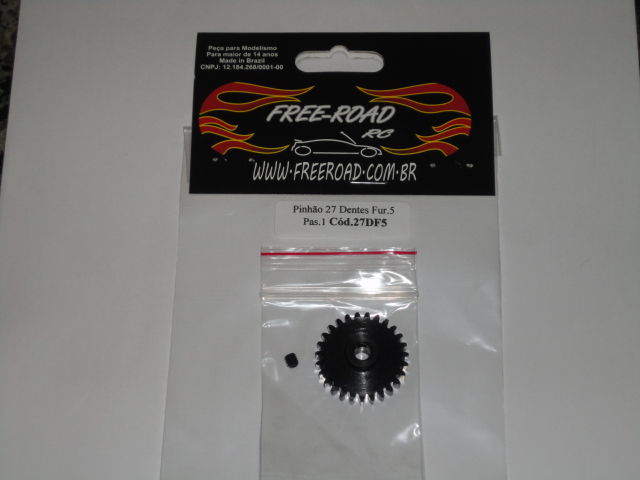 Peça para Modelismo
Para maior de 14 anos
Made in Brazil
CNPJ: 12.184.268/0001-00
FREE-ROAD
RC
WWW.FREEROAD.COM.BR
Pinhão 27 Dentes Fur.5
Pas.1 Cód.27DF5